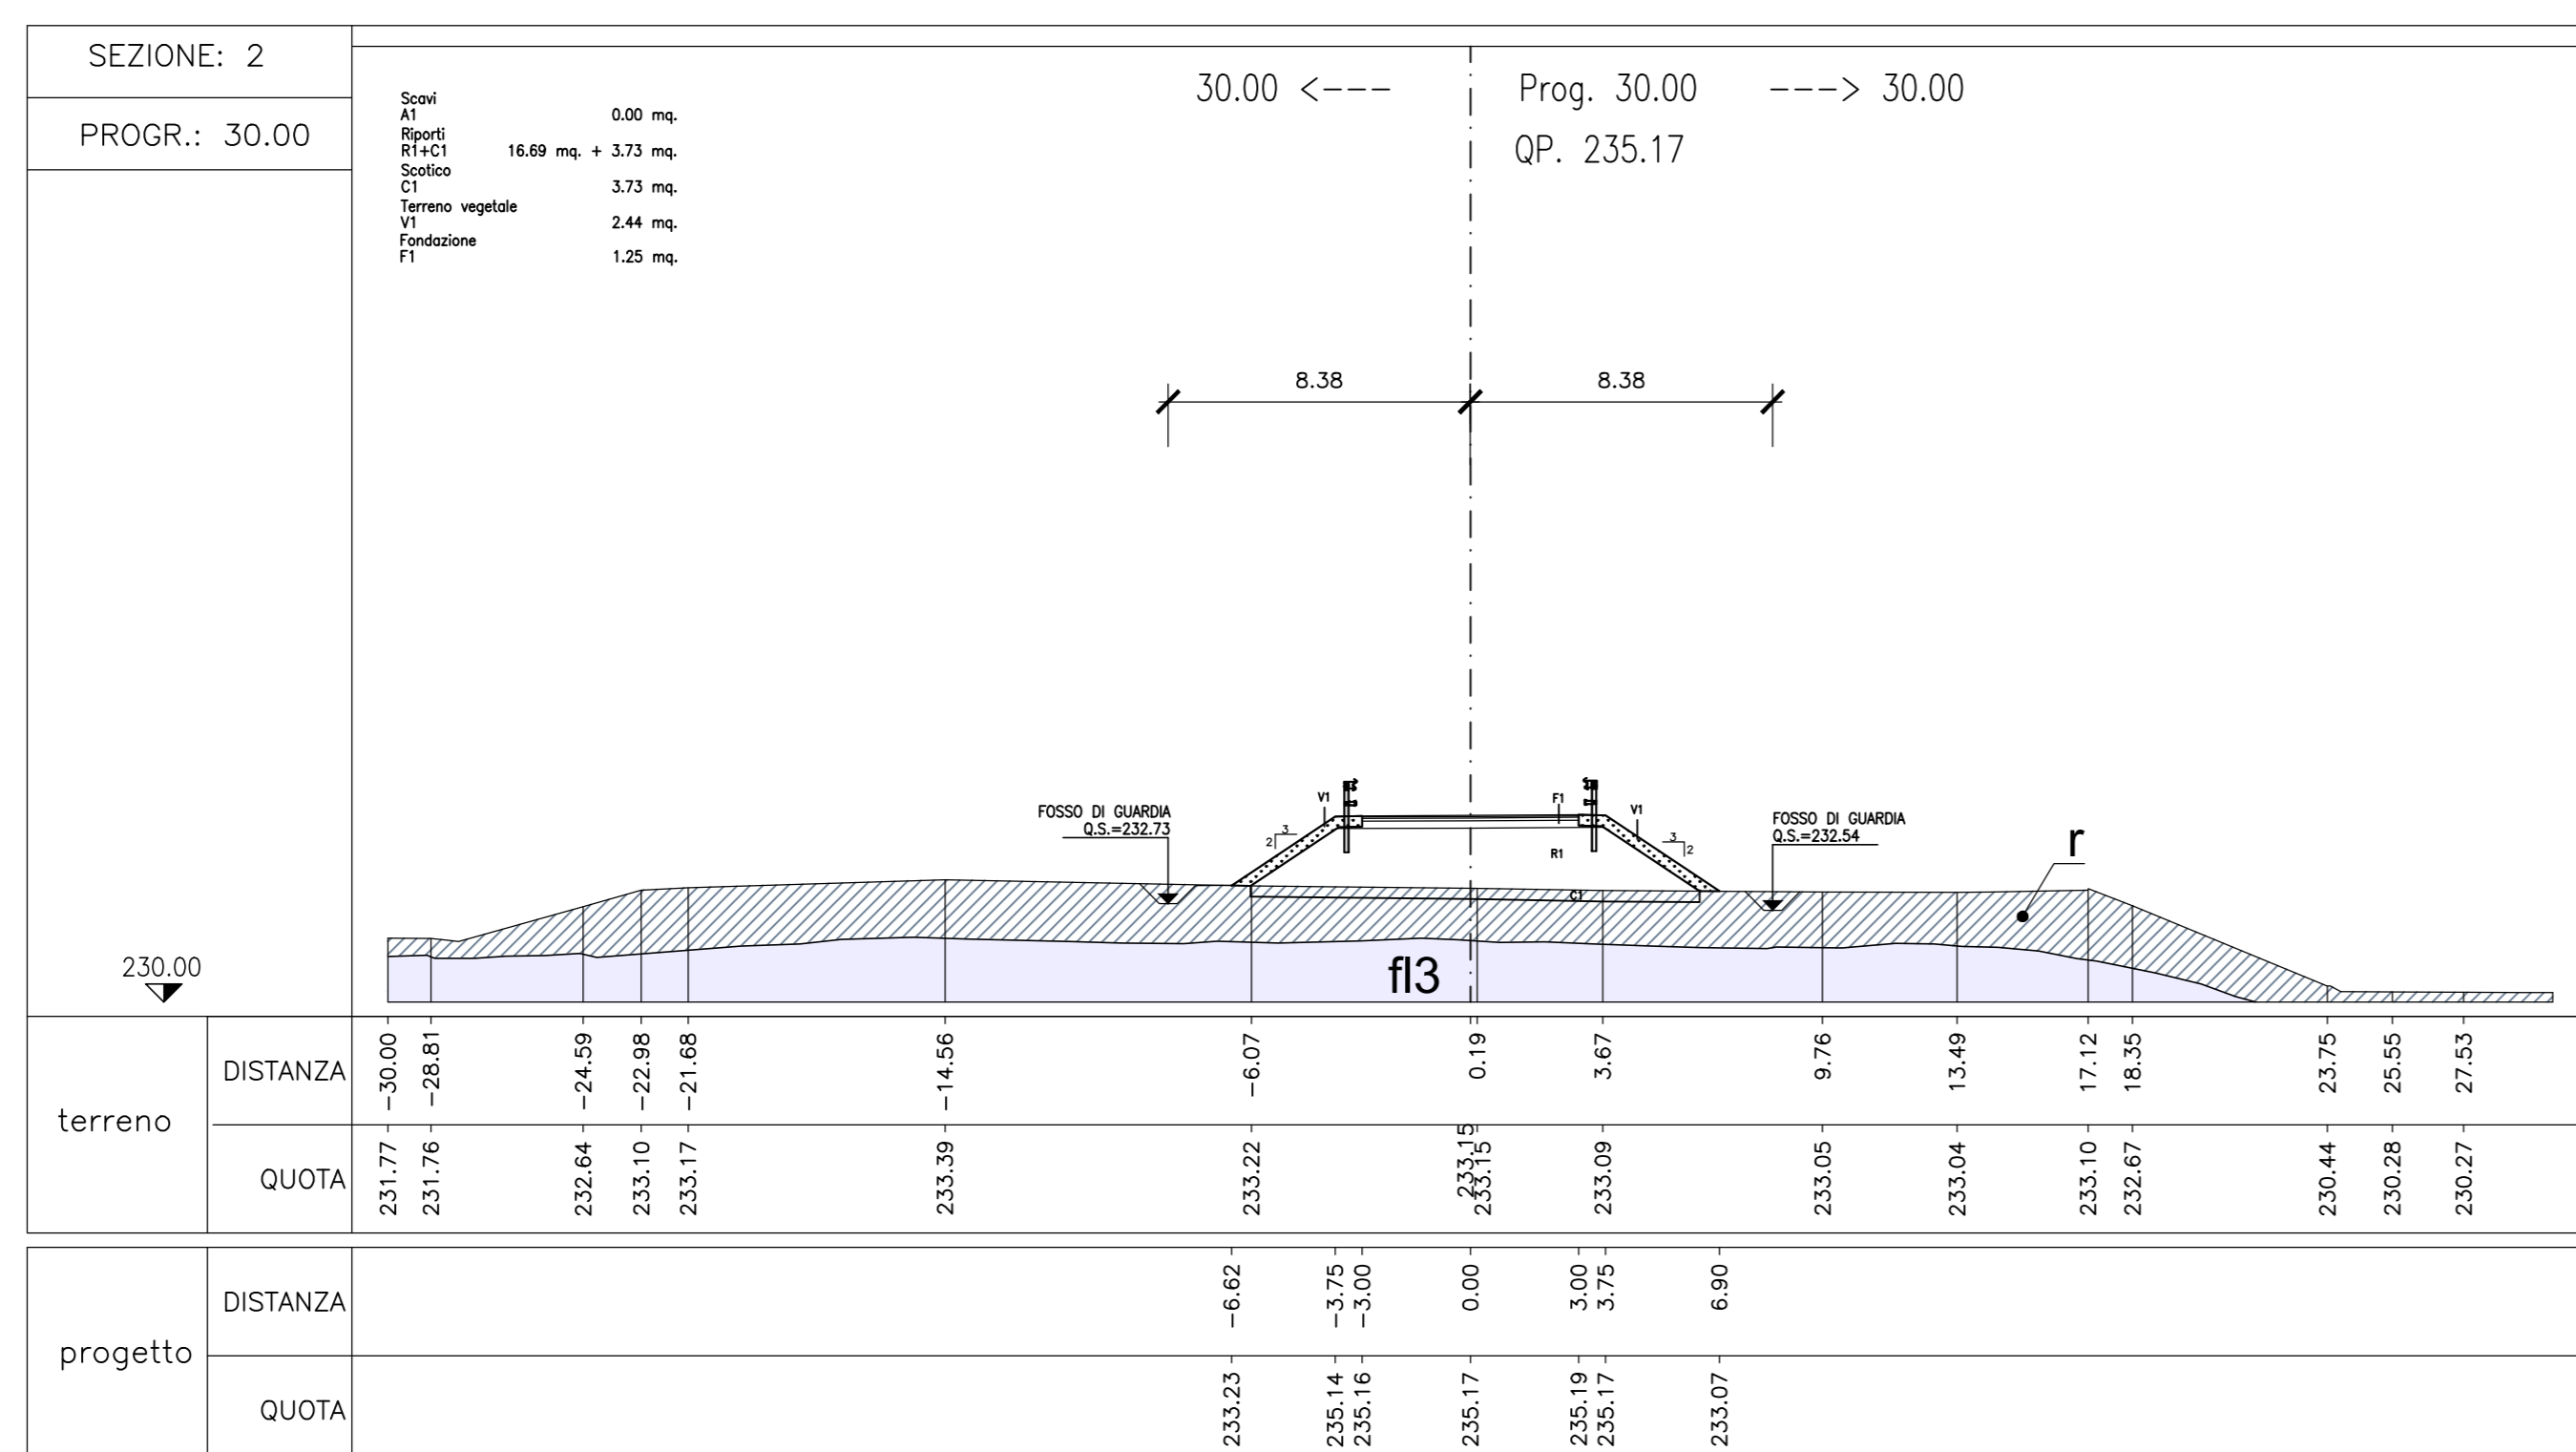 SEZIONE: 2
PROGR.: 30.00
30.00 <--- Prog. 30.00 ---> 30.00
QP. 235.17
Scavi
A1 0.00 mq.
Riporti
R1+C1 16.69 mq. + 3.73 mq.
Scotico
C1 3.73 mq.
Terreno vegetale
V1 2.44 mq.
Fondazione
F1 1.25 mq.
8.38 8.38
FOSSO DI GUARDIA
Q.S.=232.73
3
2
V1
F1
V1
R1
C1
3
2
FOSSO DI GUARDIA
Q.S.=232.54
r
fl3
230.00
terreno
DISTANZA -30.00 -28.81 -24.59 -22.98 -21.68 -14.56 -6.07 0.19 3.67 9.76 13.49 17.12 18.35 23.75 25.55 27.53
QUOTA 231.77 231.76 232.64 233.10 233.17 233.39 233.22 233.15 233.15 233.09 233.05 233.04 233.10 232.67 230.44 230.28 230.27
progetto
DISTANZA -6.62 -3.75 -3.00 0.00 3.00 3.75 6.90
QUOTA 233.23 235.14 235.16 235.17 235.19 235.17 233.07